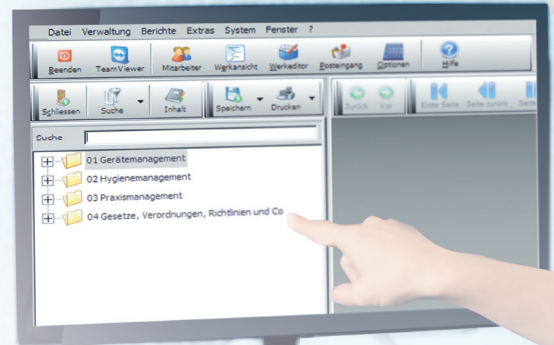 Datei Verwaltung Berichte Extras System Fenster ?
Beenden TeamViewer Mitarbeiter Werkansicht Werkeditor Posteingang Optionen Hilfe
Schliessen Suche Inhalt Speichern Drucken Zurück Vor Erste Seite Seite zurück
Suche
01 Gerätemanagement
02 Hygienemanagement
03 Praxismanagement
04 Gesetze, Verordnungen, Richtlinien und Co